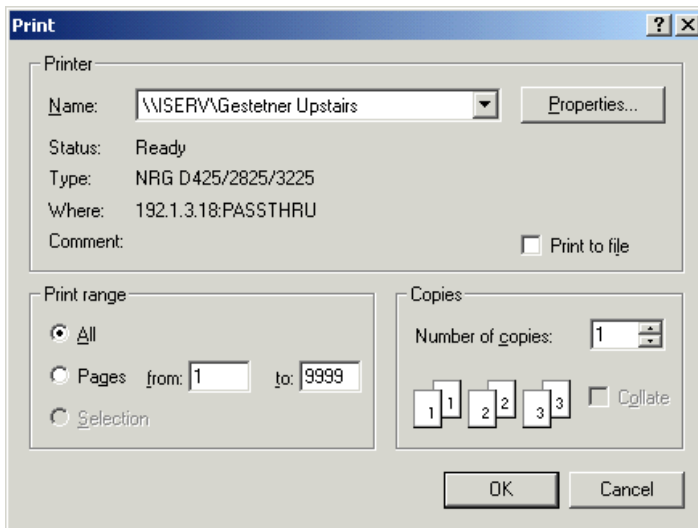 Print
Printer
Name: \\ISERV\Gestetner Upstairs Properties...
Status: Ready
Type: NRG D425/2825/3225
Where: 192.1.3.18:PASSTHRU
Comment: Print to file
Print range
All
Pages from: 1 to: 9999
Selection
Copies
Number of copies: 1
1 1 2 2 3 3 Collate
OK Cancel